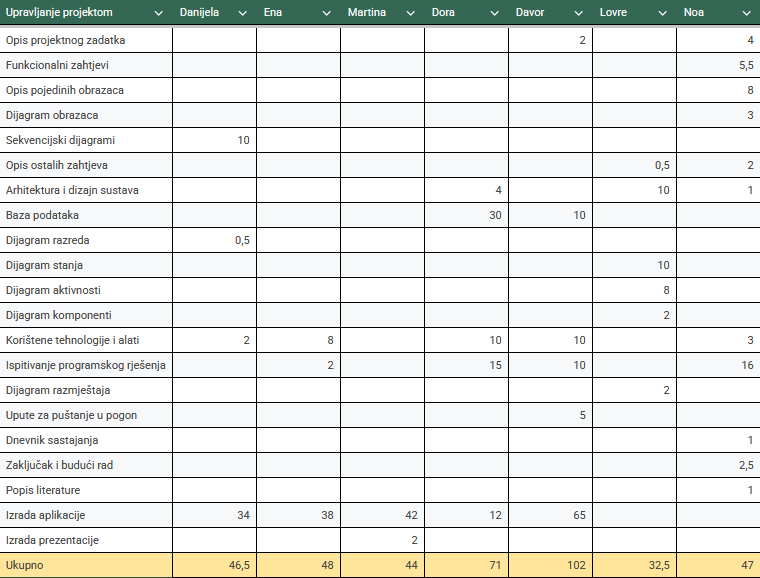 Upravljanje projektom Danijela Ena Martina Dora Davor Lovre Noa
Opis projektnog zadatka 2 4
Funkcionalni zahtjevi 5,5
Opis pojedinih obrazaca 8
Dijagram obrazaca 3
Sekvencijski dijagrami 10
Opis ostalih zahtjeva 0,5 2
Arhitektura i dizajn sustava 4 10 1
Baza podataka 30 10
Dijagram razreda 0,5
Dijagram stanja 10
Dijagram aktivnosti 8
Dijagram komponenti 2
Korištene tehnologije i alati 2 8 10 10 3
Ispitivanje programskog rješenja 2 15 10 16
Dijagram razmještaja 2
Upute za puštanje u pogon 5
Dnevnik sastajanja 1
Zaključak i budući rad 2,5
Popis literature 1
Izrada aplikacije 34 38 42 12 65
Izrada prezentacije 2
Ukupno 46,5 48 44 71 102 32,5 47